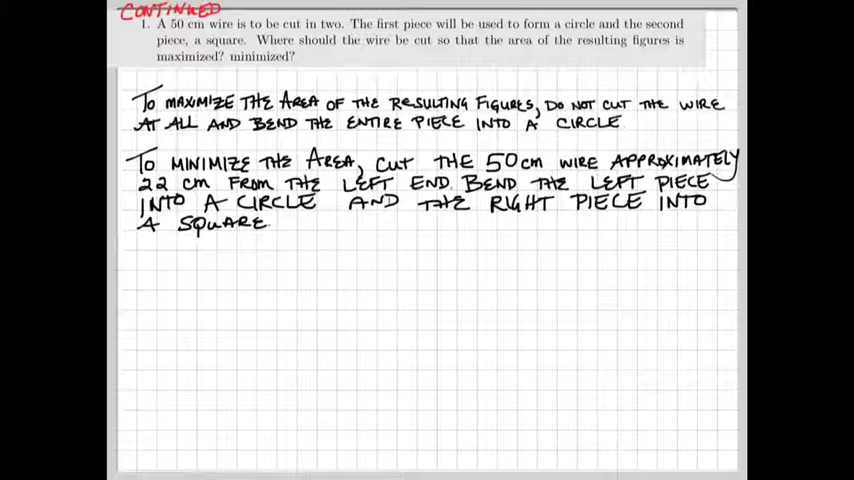 CONTINUED
1. A 50 cm wire is to be cut in two. The first piece will be used to form a circle and the second
piece, a square. Where should the wire be cut so that the area of the resulting figures is
maximized? minimized?
TO MAXIMIZE THE AREA OF THE RESULTING FIGURES, DO NOT CUT THE WIRE
AT ALL AND BEND THE ENTIRE PIECE INTO A CIRCLE
TO MINIMIZE THE AREA, CUT THE 50 cm WIRE APPROXIMATELY
22 cm FROM THE LEFT END. BEND THE LEFT PIECE
INTO A CIRCLE AND THE RIGHT PIECE INTO
A SQUARE